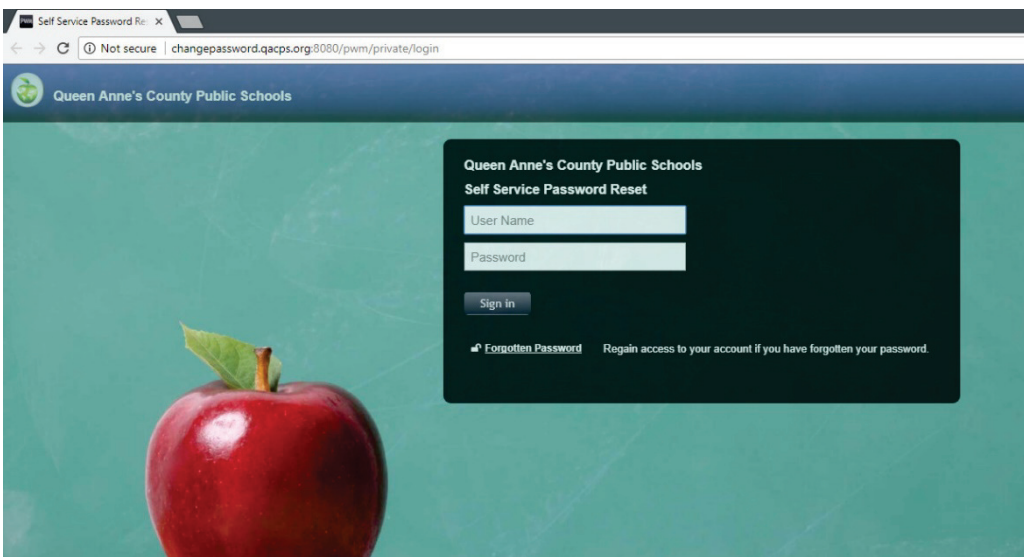 PWM Self Service Password Re
Not secure | changepassword.qacps.org:8080/pwm/private/login
Queen Anne's County Public Schools
Queen Anne's County Public Schools
Self Service Password Reset
User Name
Password
Sign in
Forgotten Password Regain access to your account if you have forgotten your password.